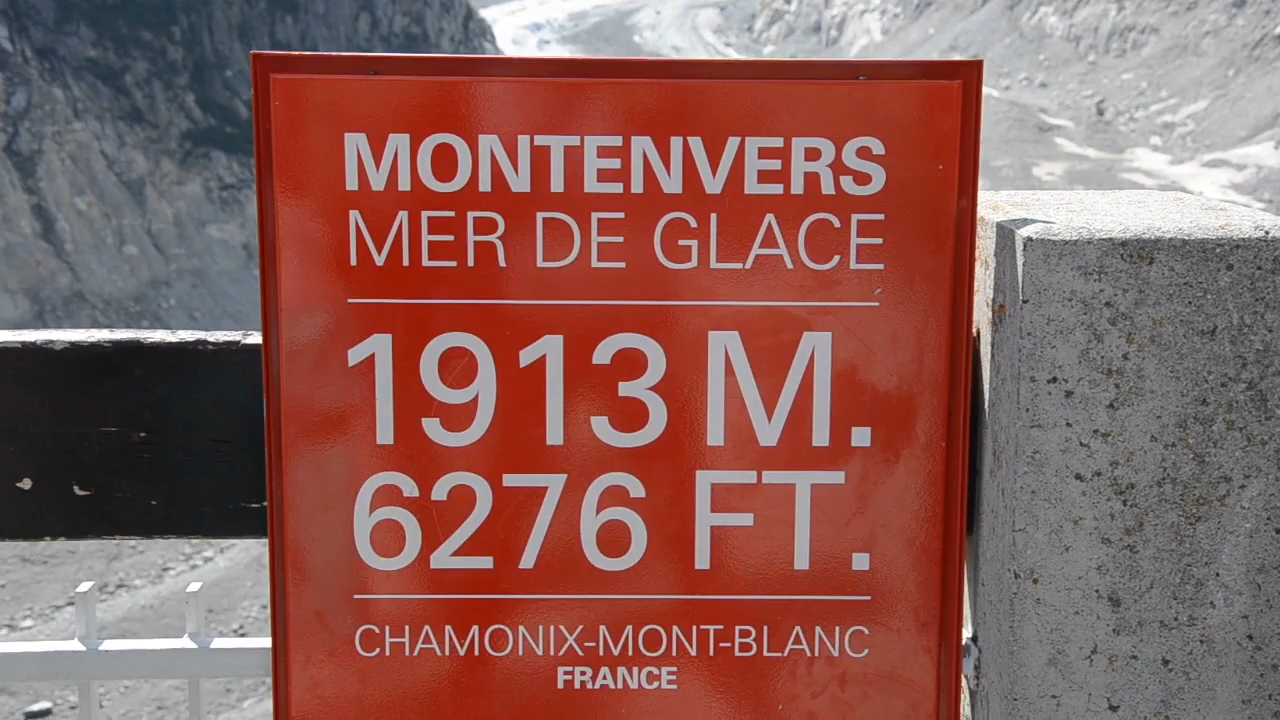 MONTENVERS
MER DE GLACE
1913 M.
6276 FT.
CHAMONIX-MONT-BLANC
FRANCE